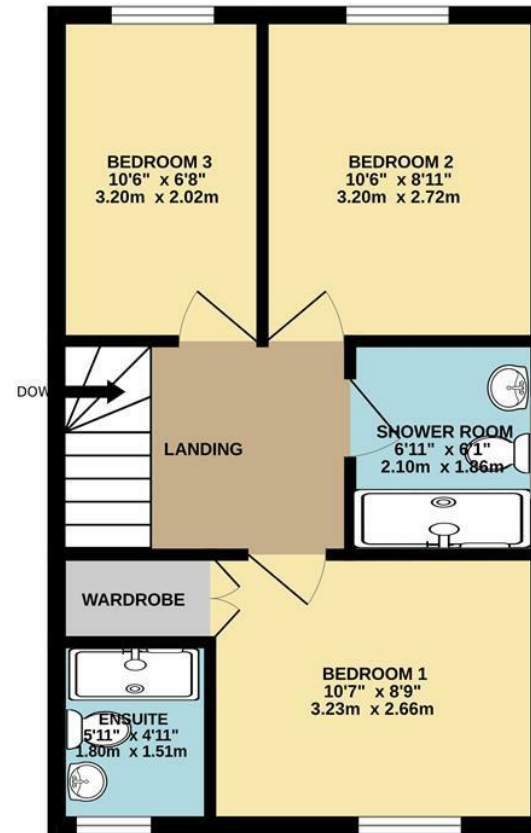 BEDROOM 3
10'6" x 6'8"
3.20m x 2.02m
BEDROOM 2
10'6" x 8'11"
3.20m x 2.72m
DOW
LANDING
SHOWER ROOM
6'11" x 6'1"
2.10m x 1.86m
WARDROBE
BEDROOM 1
10'7" x 8'9"
3.23m x 2.66m
ENSUITE
5'11" x 4'11"
1.80m x 1.51m